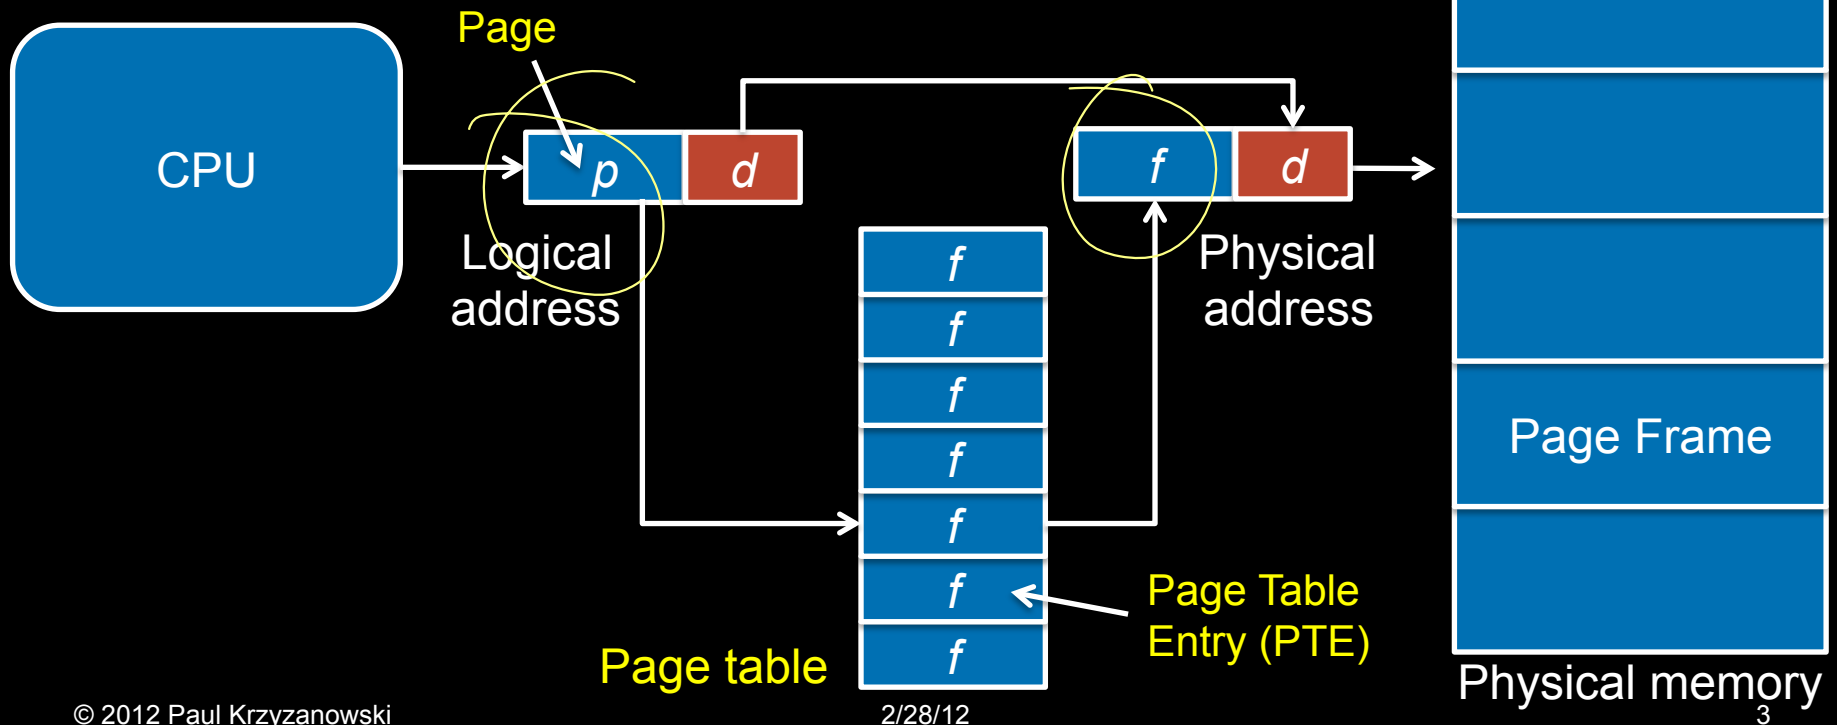 Page
CPU
p
d
f
d
Logical
address
Physical
address
f
f
f
f
f
f
f
Page Frame
Page Table
Entry (PTE)
Page table
Physical memory
© 2012 Paul Krzyzanowski
2/28/12
3